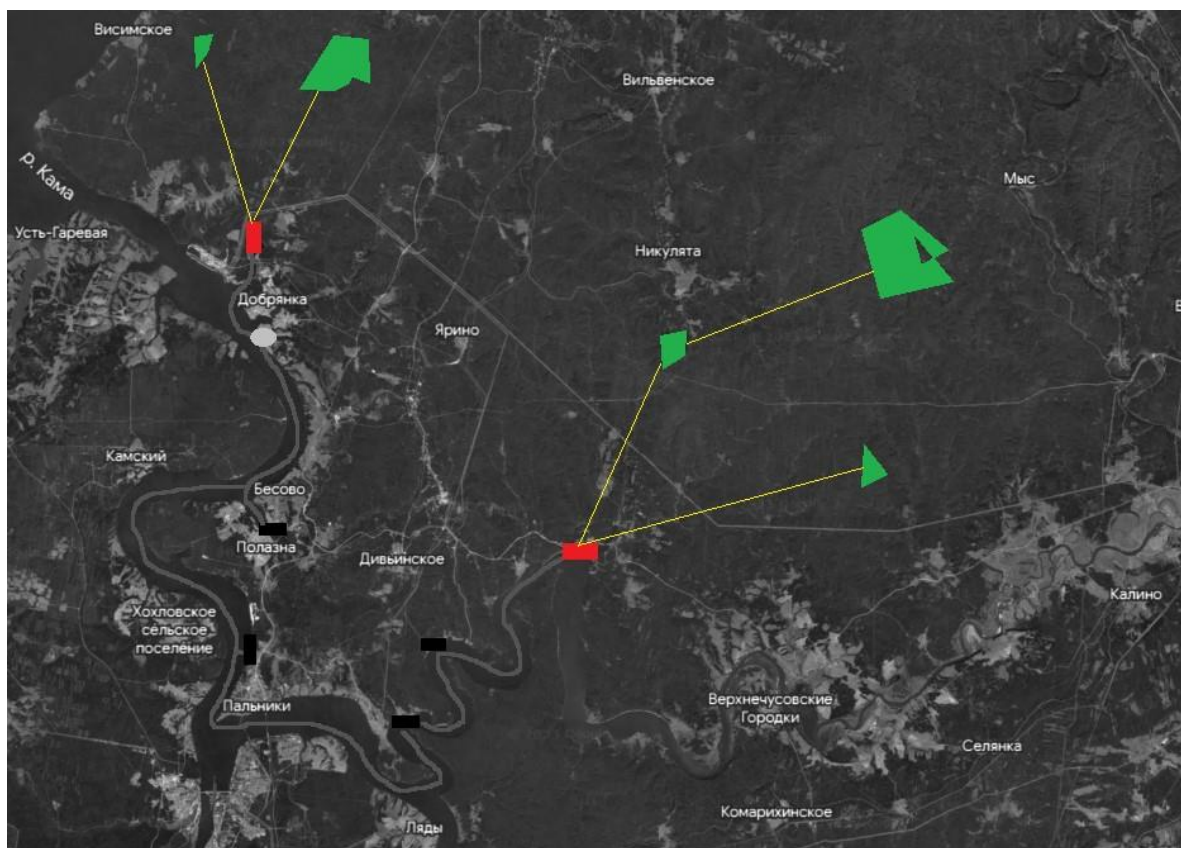 Висимское
Вильвенское
р. Кама
Мыс
Усть-Гаревая
Никулята
Добрянка
Ярино
Камский
Бесово
Полазна
Дивьинское
Калино
Хохловское
сельское
поселение
Пальники
Верхнечусовские
Городки
Селянка
Комарихинское
Ляды